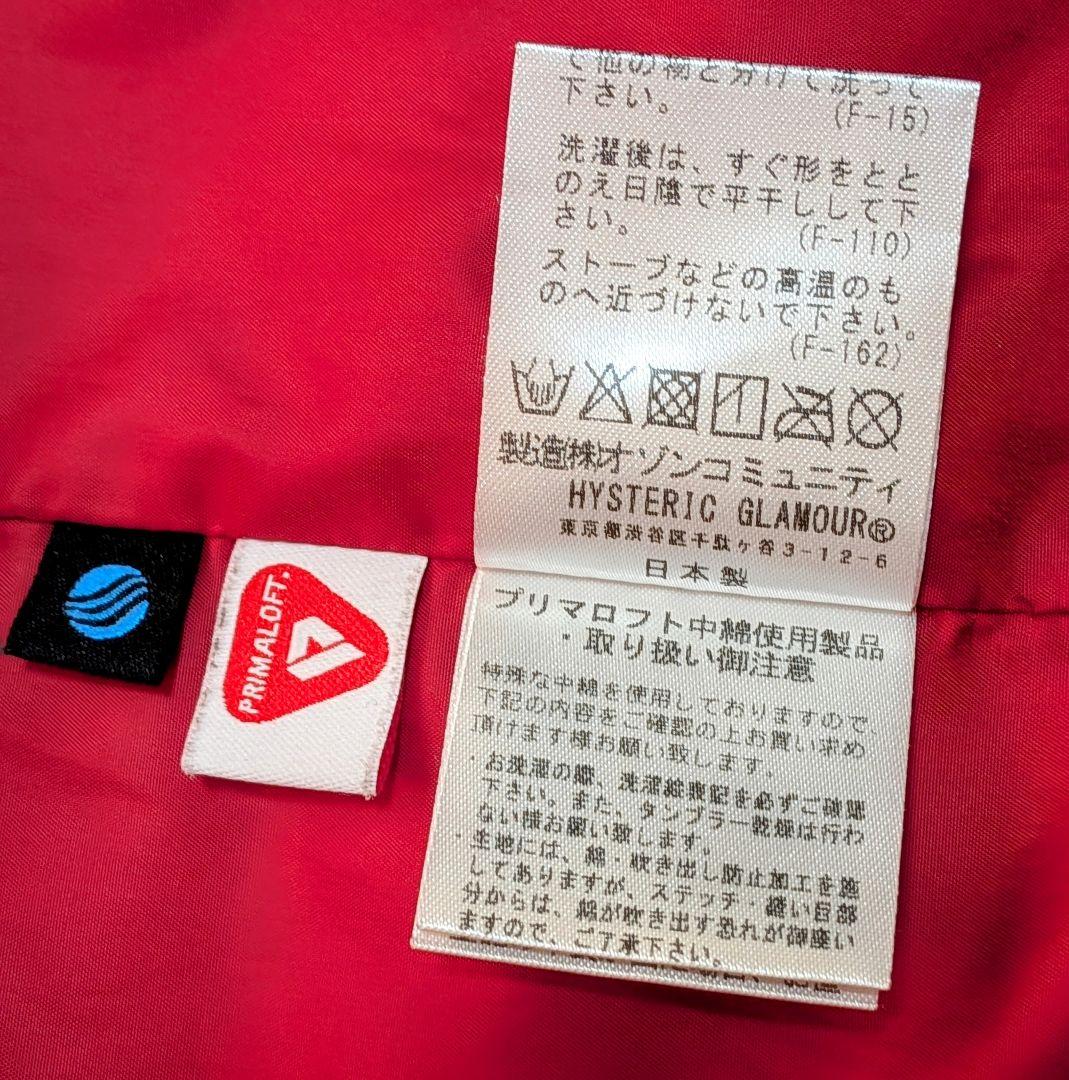 で他の物と分けて洗って
下さい。
(F-15)
洗濯後は、すぐ形をとと
のえ日陰で平干しして下
さい。
(F-110)
ストーブなどの高温のも
のへ近づけないで下さい。
(F-162)
製造㈱オゾンコミュニティ
HYSTERIC GLAMOUR®
東京都渋谷区千駄ヶ谷3-12-6
日本製
PRIMALOFT.
プリマロフト中綿使用製品
・取り扱い御注意
特殊な中綿を使用しておりますので
下記の内容をご確認の上お買い求め
頂けます様お願い致します。
・お洗濯の際、洗濯絵表記を必ずご確認
下さい。また、タンブラー乾燥は行わ
ない様お願い致します。
・生地には、綿・吹き出し防止加工を施
してありますが、ステッチ・縫い目部
分からは、綿が吹き出す恐れが御座い
ますので、ご了承下さい。